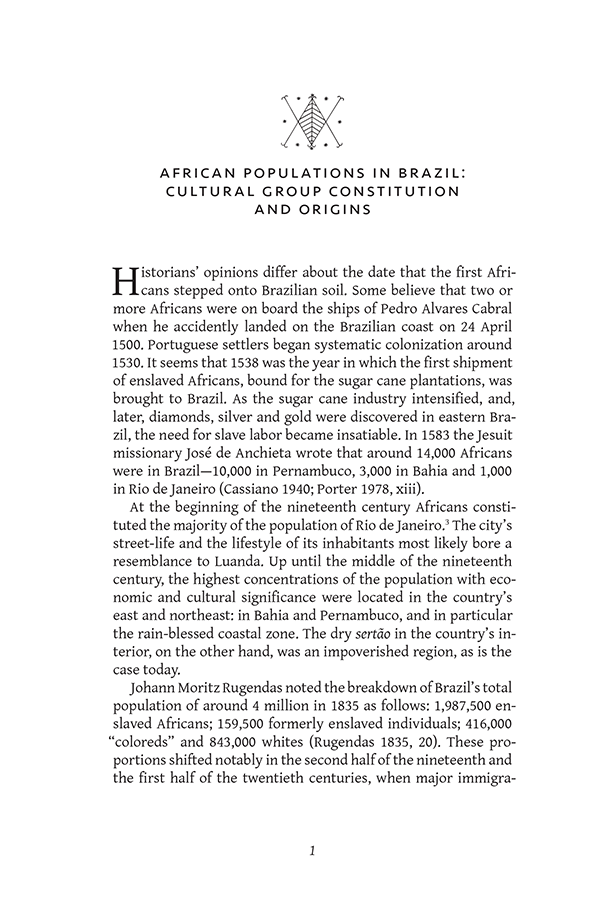 AFRICAN POPULATIONS IN BRAZIL:
CULTURAL GROUP CONSTITUTION
AND ORIGINS
Historians’ opinions differ about the date that the first Afri-
cans stepped onto Brazilian soil. Some believe that two or
more Africans were on board the ships of Pedro Alvares Cabral
when he accidently landed on the Brazilian coast on 24 April
1500. Portuguese settlers began systematic colonization around
1530. It seems that 1538 was the year in which the first shipment
of enslaved Africans, bound for the sugar cane plantations, was
brought to Brazil. As the sugar cane industry intensified, and,
later, diamonds, silver and gold were discovered in eastern Bra-
zil, the need for slave labor became insatiable. In 1583 the Jesuit
missionary José de Anchieta wrote that around 14,000 Africans
were in Brazil—10,000 in Pernambuco, 3,000 in Bahia and 1,000
in Rio de Janeiro (Cassiano 1940; Porter 1978, xiii).
At the beginning of the nineteenth century Africans consti-
tuted the majority of the population of Rio de Janeiro.³ The city’s
street-life and the lifestyle of its inhabitants most likely bore a
resemblance to Luanda. Up until the middle of the nineteenth
century, the highest concentrations of the population with eco-
nomic and cultural significance were located in the country’s
east and northeast: in Bahia and Pernambuco, and in particular
the rain-blessed coastal zone. The dry sertão in the country’s in-
terior, on the other hand, was an impoverished region, as is the
case today.
Johann Moritz Rugendas noted the breakdown of Brazil’s total
population of around 4 million in 1835 as follows: 1,987,500 en-
slaved Africans; 159,500 formerly enslaved individuals; 416,000
“coloreds” and 843,000 whites (Rugendas 1835, 20). These pro-
portions shifted notably in the second half of the nineteenth and
the first half of the twentieth centuries, when major immigra-
1